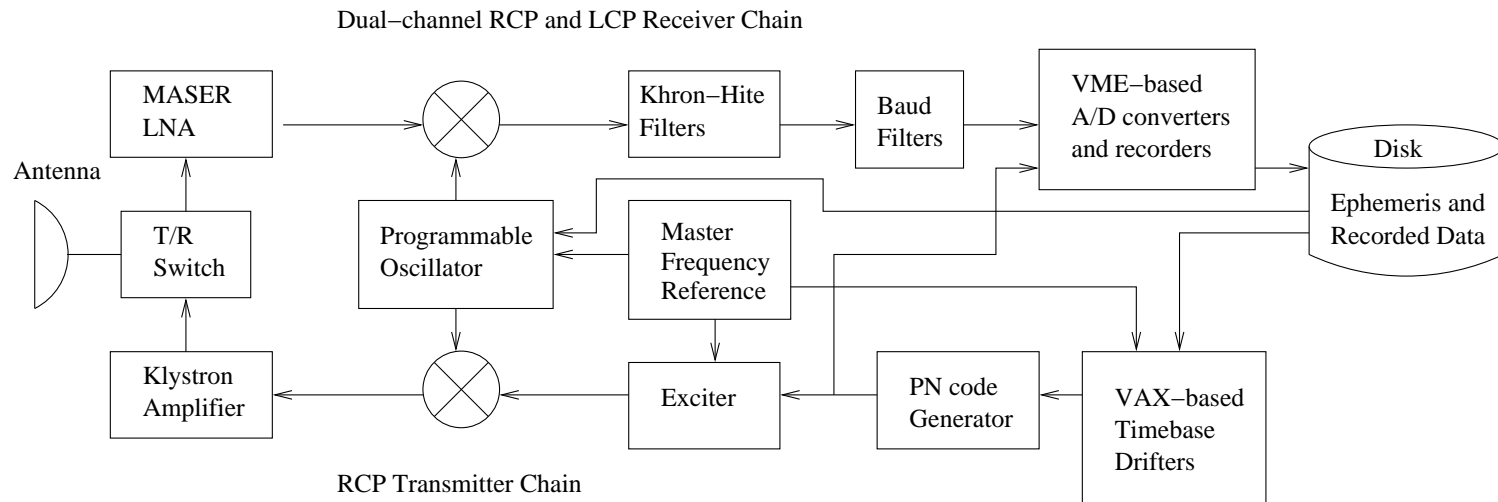 Dual−channel RCP and LCP Receiver Chain
MASER
LNA
Khron−Hite
Filters
Baud
Filters
VME−based
A/D converters
and recorders
Disk
Ephemeris and
Recorded Data
Antenna
T/R
Switch
Programmable
Oscillator
Master
Frequency
Reference
Klystron
Amplifier
Exciter
PN code
Generator
VAX−based
Timebase
Drifters
RCP Transmitter Chain